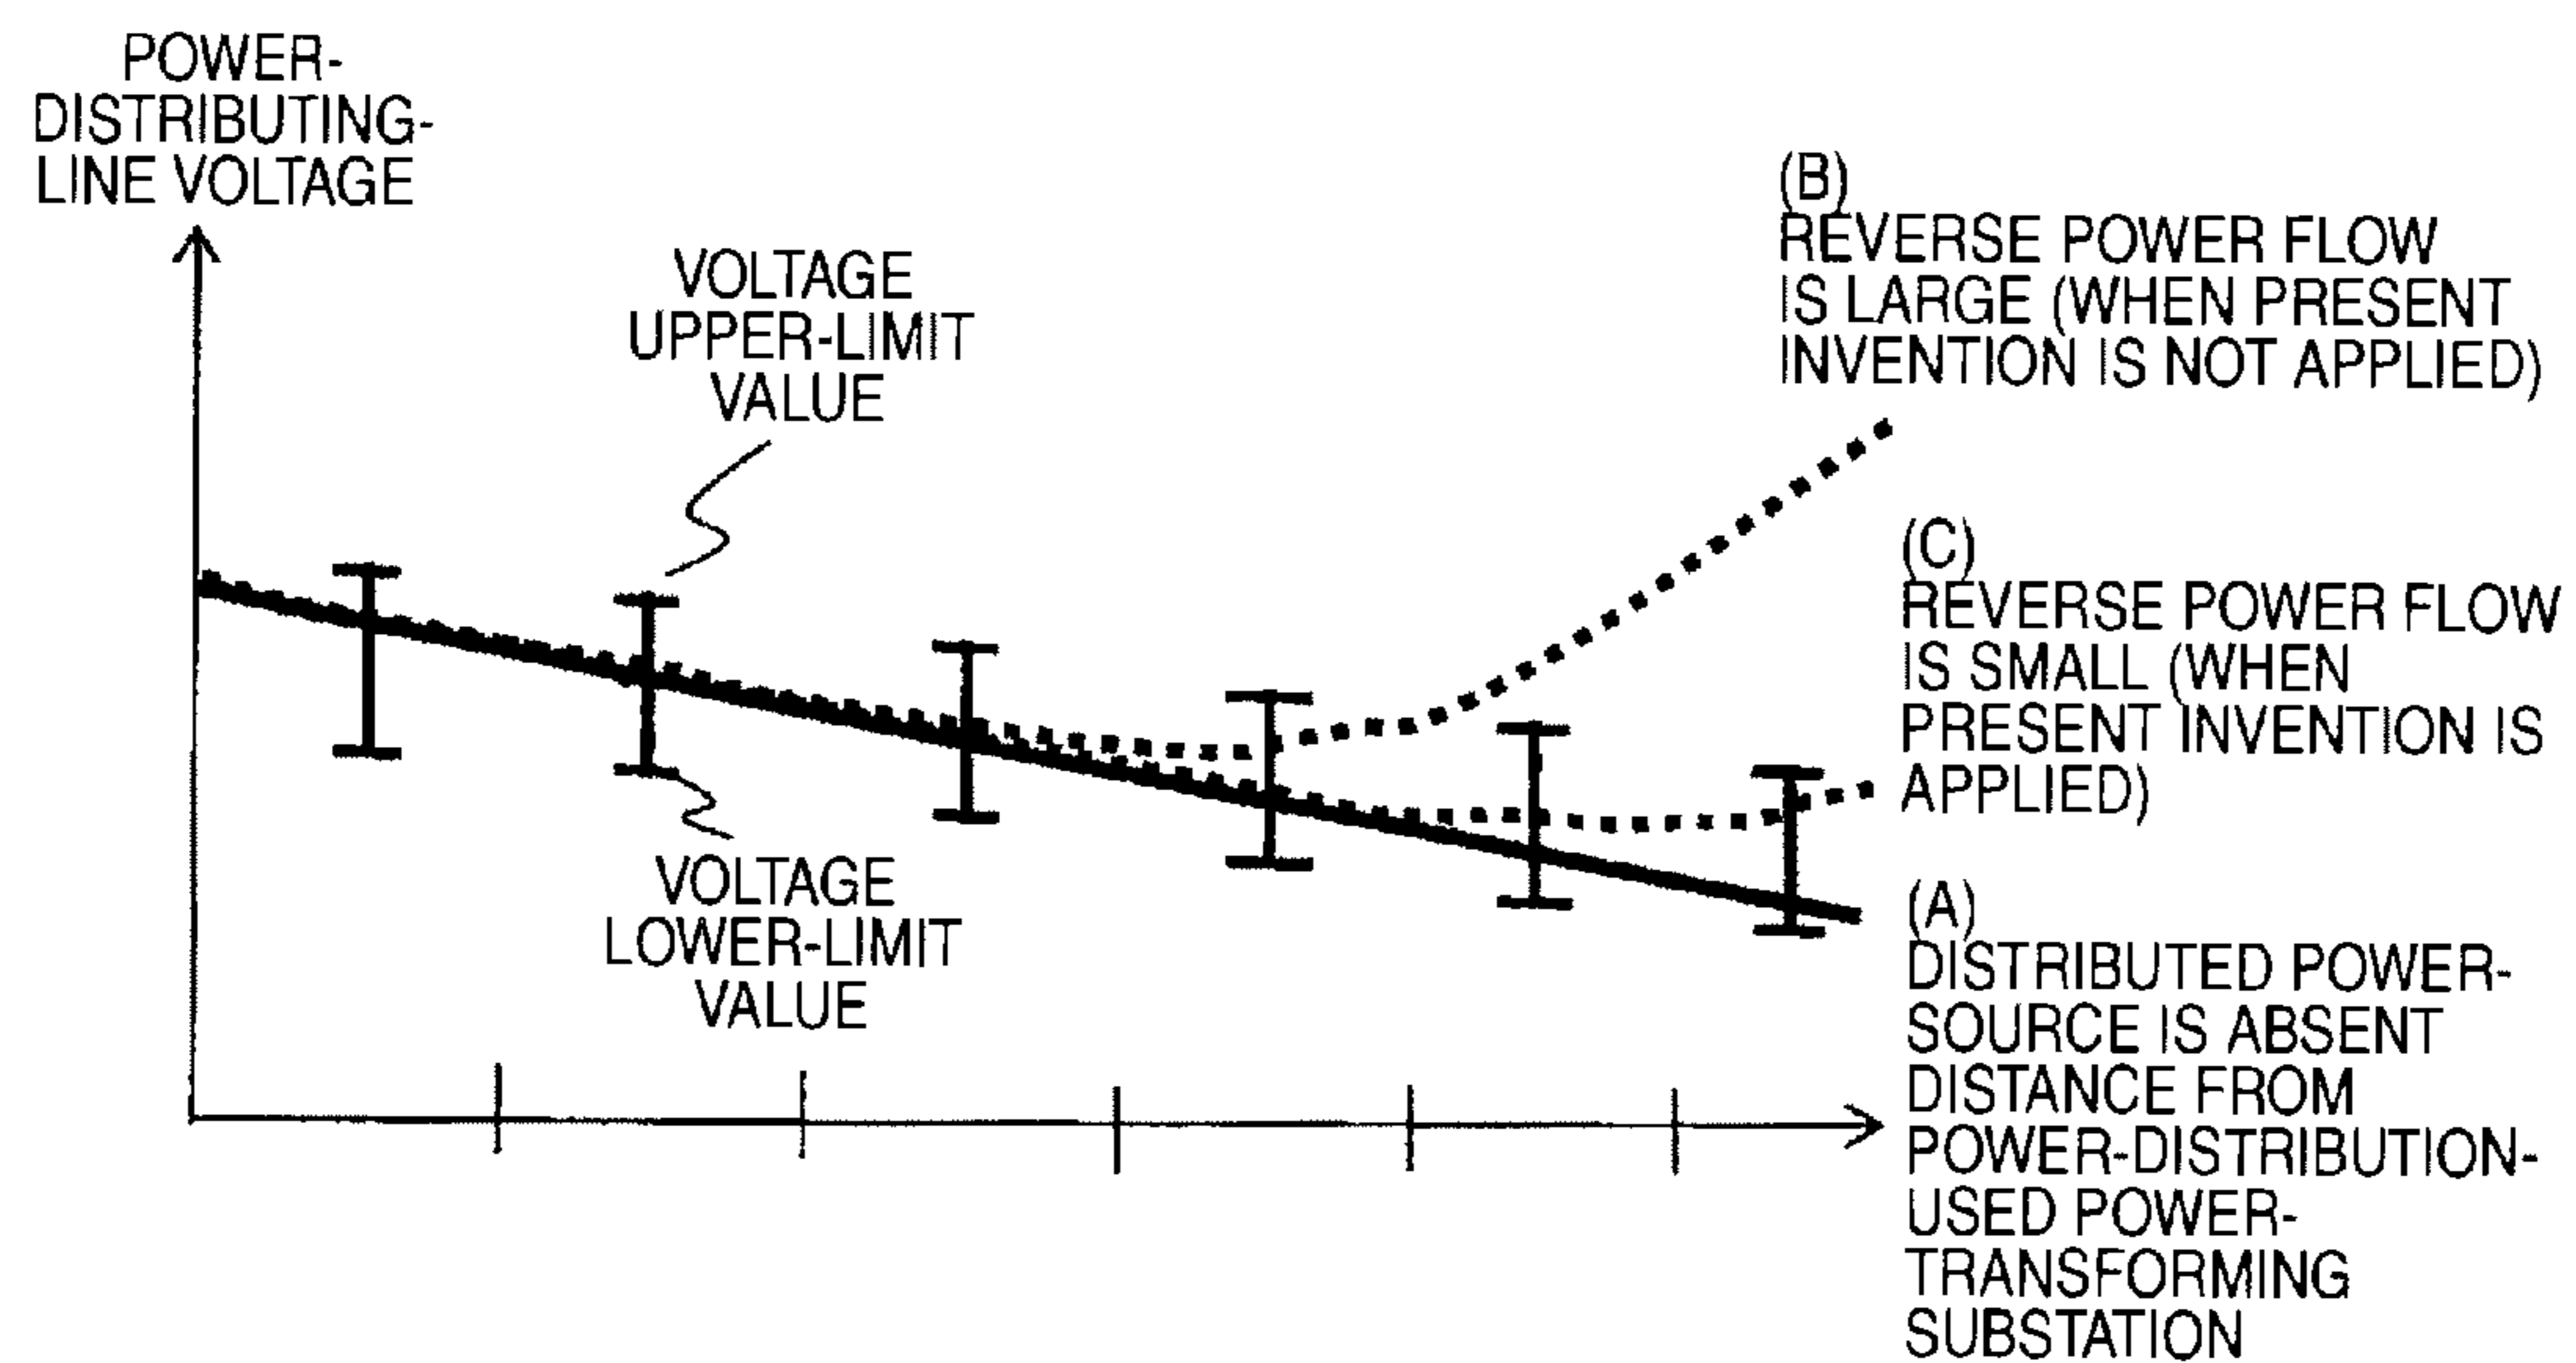 POWER-
DISTRIBUTING-
LINE VOLTAGE
VOLTAGE
UPPER-LIMIT
VALUE
(B)
REVERSE POWER FLOW
IS LARGE (WHEN PRESENT
INVENTION IS NOT APPLIED)
(C)
REVERSE POWER FLOW
IS SMALL (WHEN
PRESENT INVENTION IS
APPLIED)
VOLTAGE
LOWER-LIMIT
VALUE
(A)
DISTRIBUTED POWER-
SOURCE IS ABSENT
DISTANCE FROM
POWER-DISTRIBUTION-
USED POWER-
TRANSFORMING
SUBSTATION